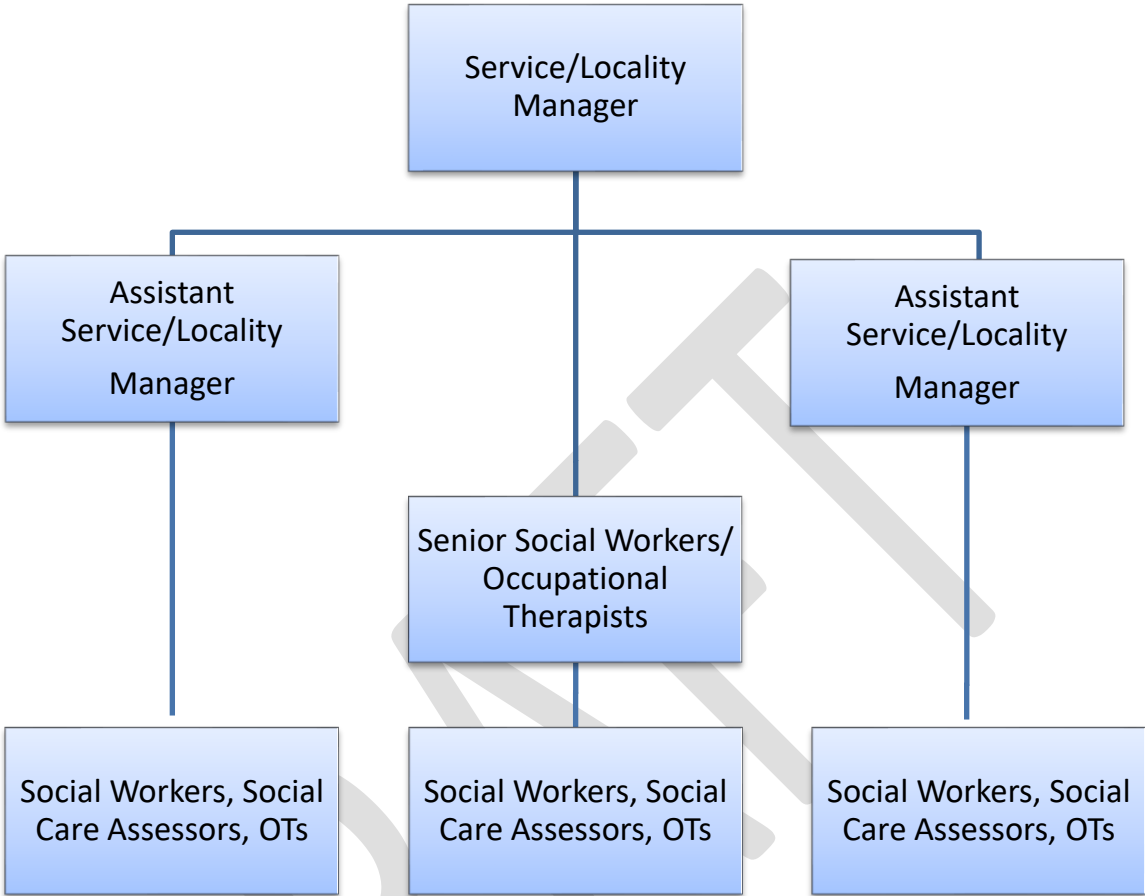 Service/Locality
Manager
Assistant
Service/Locality
Manager
Assistant
Service/Locality
Manager
Senior Social Workers/
Occupational
Therapists
Social Workers, Social
Care Assessors, OTs
Social Workers, Social
Care Assessors, OTs
Social Workers, Social
Care Assessors, OTs